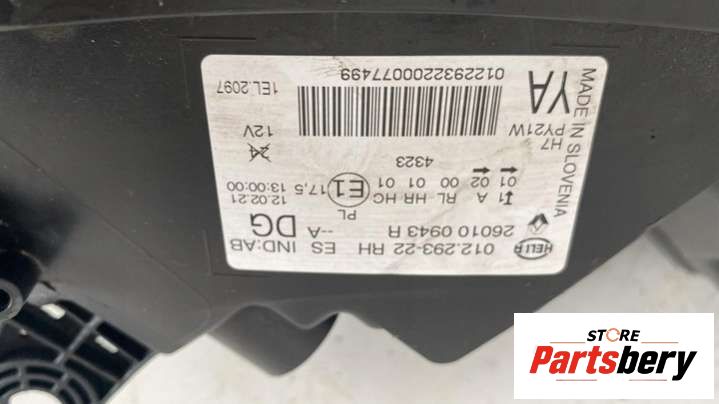 HELLA 012.293-22 RH ES IND:AB
26010 0943 R --A DG
I1 A RL HR HC E1 PL 12.02.21
01 02 00 01 01 17,5 13:00:00
4323
H7
PY21W 24 12V
YA 0122932200077499 1EL.2097
MADE IN SLOVENIA
STORE
Partsbery